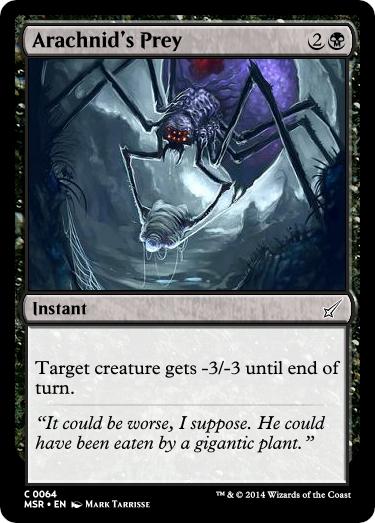 Arachnid's Prey 2
Instant
Target creature gets -3/-3 until end of
turn.
“It could be worse, I suppose. He could
have been eaten by a gigantic plant.”
C 0064
MSR • EN Mark Tarrisse
™ & © 2014 Wizards of the Coast